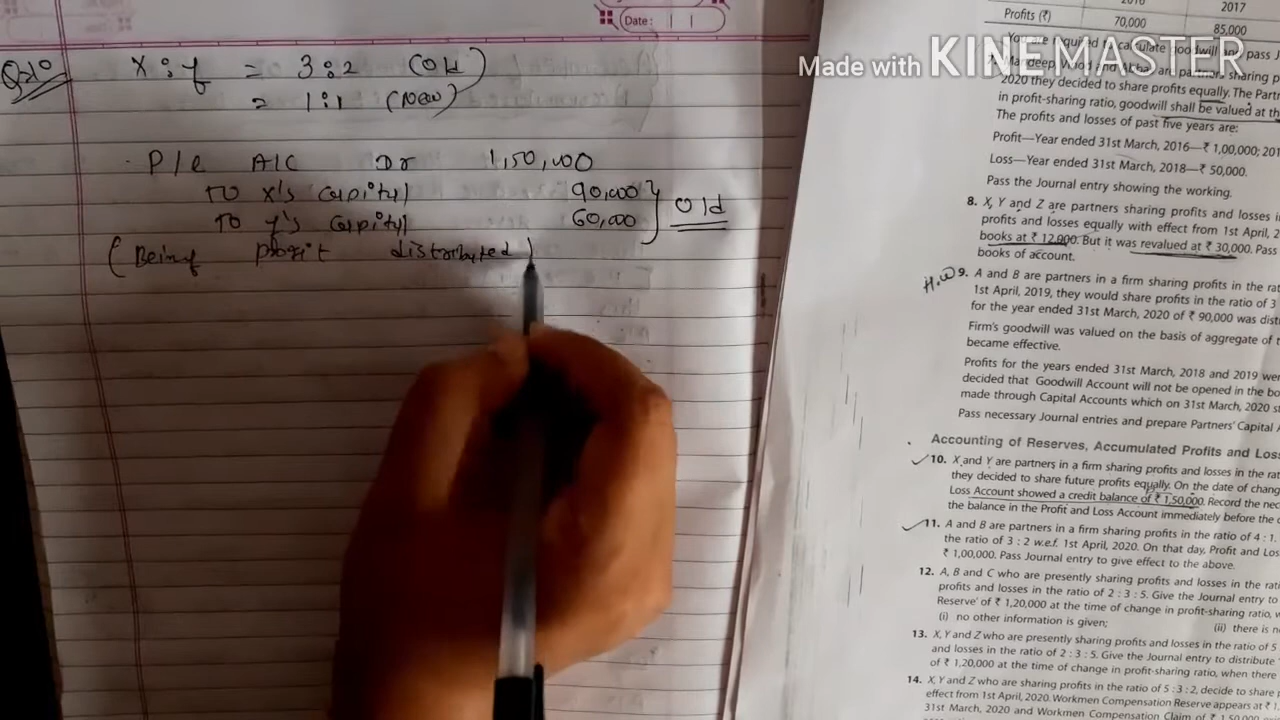 Date :
Made with KINEMASTER
Q.10 X : Y = 3 : 2 (Old)
= 1 : 1 (New)
P/L A/C Dr 1,50,000
To X's Capital 90,000
To Y's Capital 60,000
Old
(Being profit distributed)
2016 2017
Profits (₹) 70,000 85,000
2020 they decided to share profits equally. The Part
in profit-sharing ratio, goodwill shall be valued at th
The profits and losses of past five years are:
Profit—Year ended 31st March, 2016—₹ 1,00,000; 201
Loss—Year ended 31st March, 2018—₹ 50,000.
Pass the Journal entry showing the working.
8. X, Y and Z are partners sharing profits and losses i
profits and losses equally with effect from 1st April, 2
books at ₹ 12,000. But it was revalued at ₹ 30,000. Pass
books of account.
H.W 9. A and B are partners in a firm sharing profits in the rat
1st April, 2019, they would share profits in the ratio of 3
for the year ended 31st March, 2020 of ₹ 90,000 was dist
Firm's goodwill was valued on the basis of aggregate of t
became effective.
Profits for the years ended 31st March, 2018 and 2019 wer
decided that Goodwill Account will not be opened in the bo
made through Capital Accounts which on 31st March, 2020 s
Pass necessary Journal entries and prepare Partners' Capital A
Accounting of Reserves, Accumulated Profits and Loss
10. X and Y are partners in a firm sharing profits and losses in the rat
they decided to share future profits equally. On the date of chang
Loss Account showed a credit balance of ₹ 1,50,000. Record the nec
the balance in the Profit and Loss Account immediately before the
11. A and B are partners in a firm sharing profits in the ratio of 4 : 1.
the ratio of 3 : 2 w.e.f. 1st April, 2020. On that day, Profit and Los
₹ 1,00,000. Pass Journal entry to give effect to the above.
12. A, B and C who are presently sharing profits and losses in the rati
profits and losses in the ratio of 2 : 3 : 5. Give the Journal entry to
Reserve' of ₹ 1,20,000 at the time of change in profit-sharing ratio, w
(i) no other information is given; (ii) there is n
13. X, Y and Z who are presently sharing profits and losses in the ratio of 5
and losses in the ratio of 2 : 3 : 5. Give the Journal entry to distribute
of ₹ 1,20,000 at the time of change in profit-sharing ratio, when there
14. X, Y and Z who are sharing profits in the ratio of 5 : 3 : 2, decide to share
effect from 1st April, 2020. Workmen Compensation Reserve appears at ₹ 1
31st March, 2020 and Workmen Compensation Claim of ₹ 1,50,000